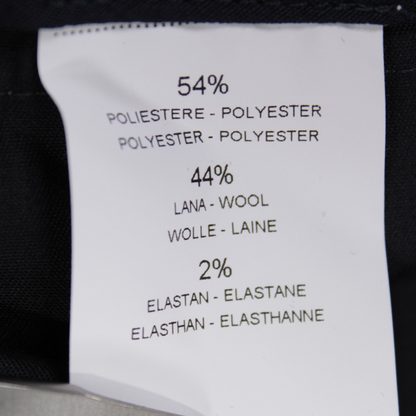 54%
POLIESTERE - POLYESTER
POLYESTER - POLYESTER
44%
LANA - WOOL
WOLLE - LAINE
2%
ELASTAN - ELASTANE
ELASTHAN - ELASTHANNE